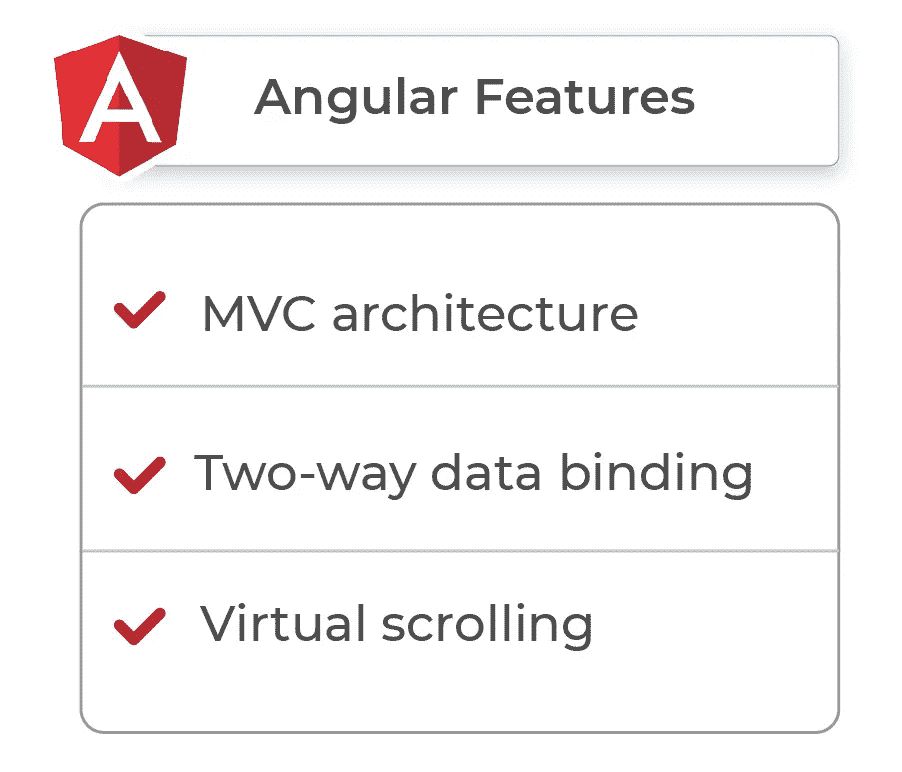 A
Angular Features
MVC architecture
Two-way data binding
Virtual scrolling